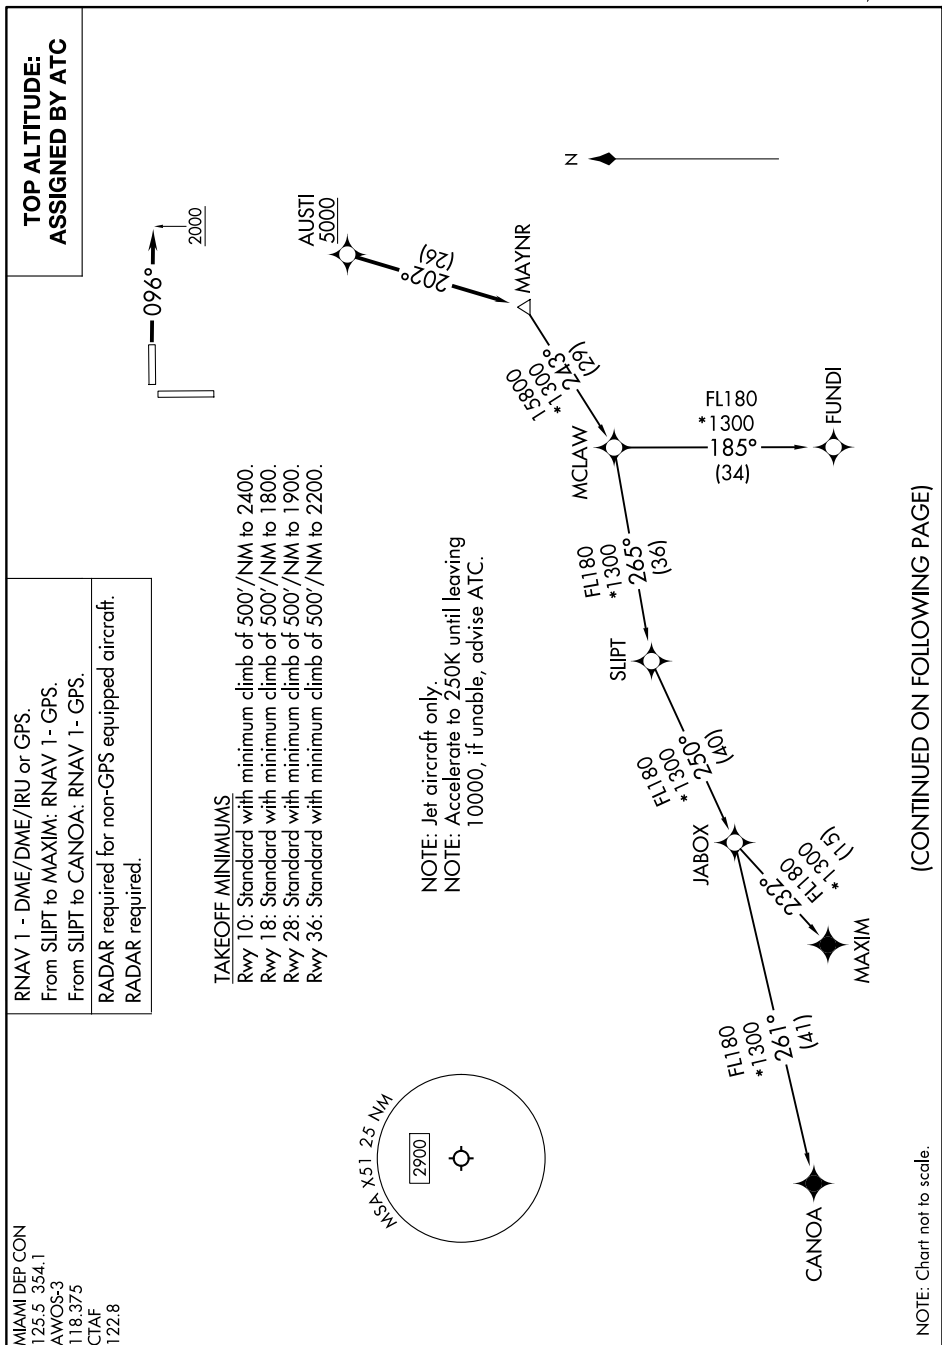 MIAMI DEP CON
125.5 354.1
AWOS-3
118.375
CTAF
122.8
RNAV 1 - DME/DME/IRU or GPS.
From SLIPT to MAXIM: RNAV 1- GPS.
From SLIPT to CANOA: RNAV 1- GPS.
RADAR required for non-GPS equipped aircraft.
RADAR required.
TOP ALTITUDE:
ASSIGNED BY ATC
096°
2000
TAKEOFF MINIMUMS
Rwy 10: Standard with minimum climb of 500'/NM to 2400.
Rwy 18: Standard with minimum climb of 500'/NM to 1800.
Rwy 28: Standard with minimum climb of 500'/NM to 1900.
Rwy 36: Standard with minimum climb of 500'/NM to 2200.
AUSTI
5000
202°
(26)
MAYNR
N
MSA X51 25 NM
2900
NOTE: Jet aircraft only.
NOTE: Accelerate to 250K until leaving
10000, if unable, advise ATC.
15800
*1300
243°
(29)
MCLAW
FL180
*1300
185°
(34)
FUNDI
FL180
*1300
265°
(36)
SLIPT
FL180
*1300
250°
(40)
JABOX
232°
FL180
*1300
(15)
MAXIM
FL180
*1300
261°
(41)
CANOA
NOTE: Chart not to scale.
(CONTINUED ON FOLLOWING PAGE)